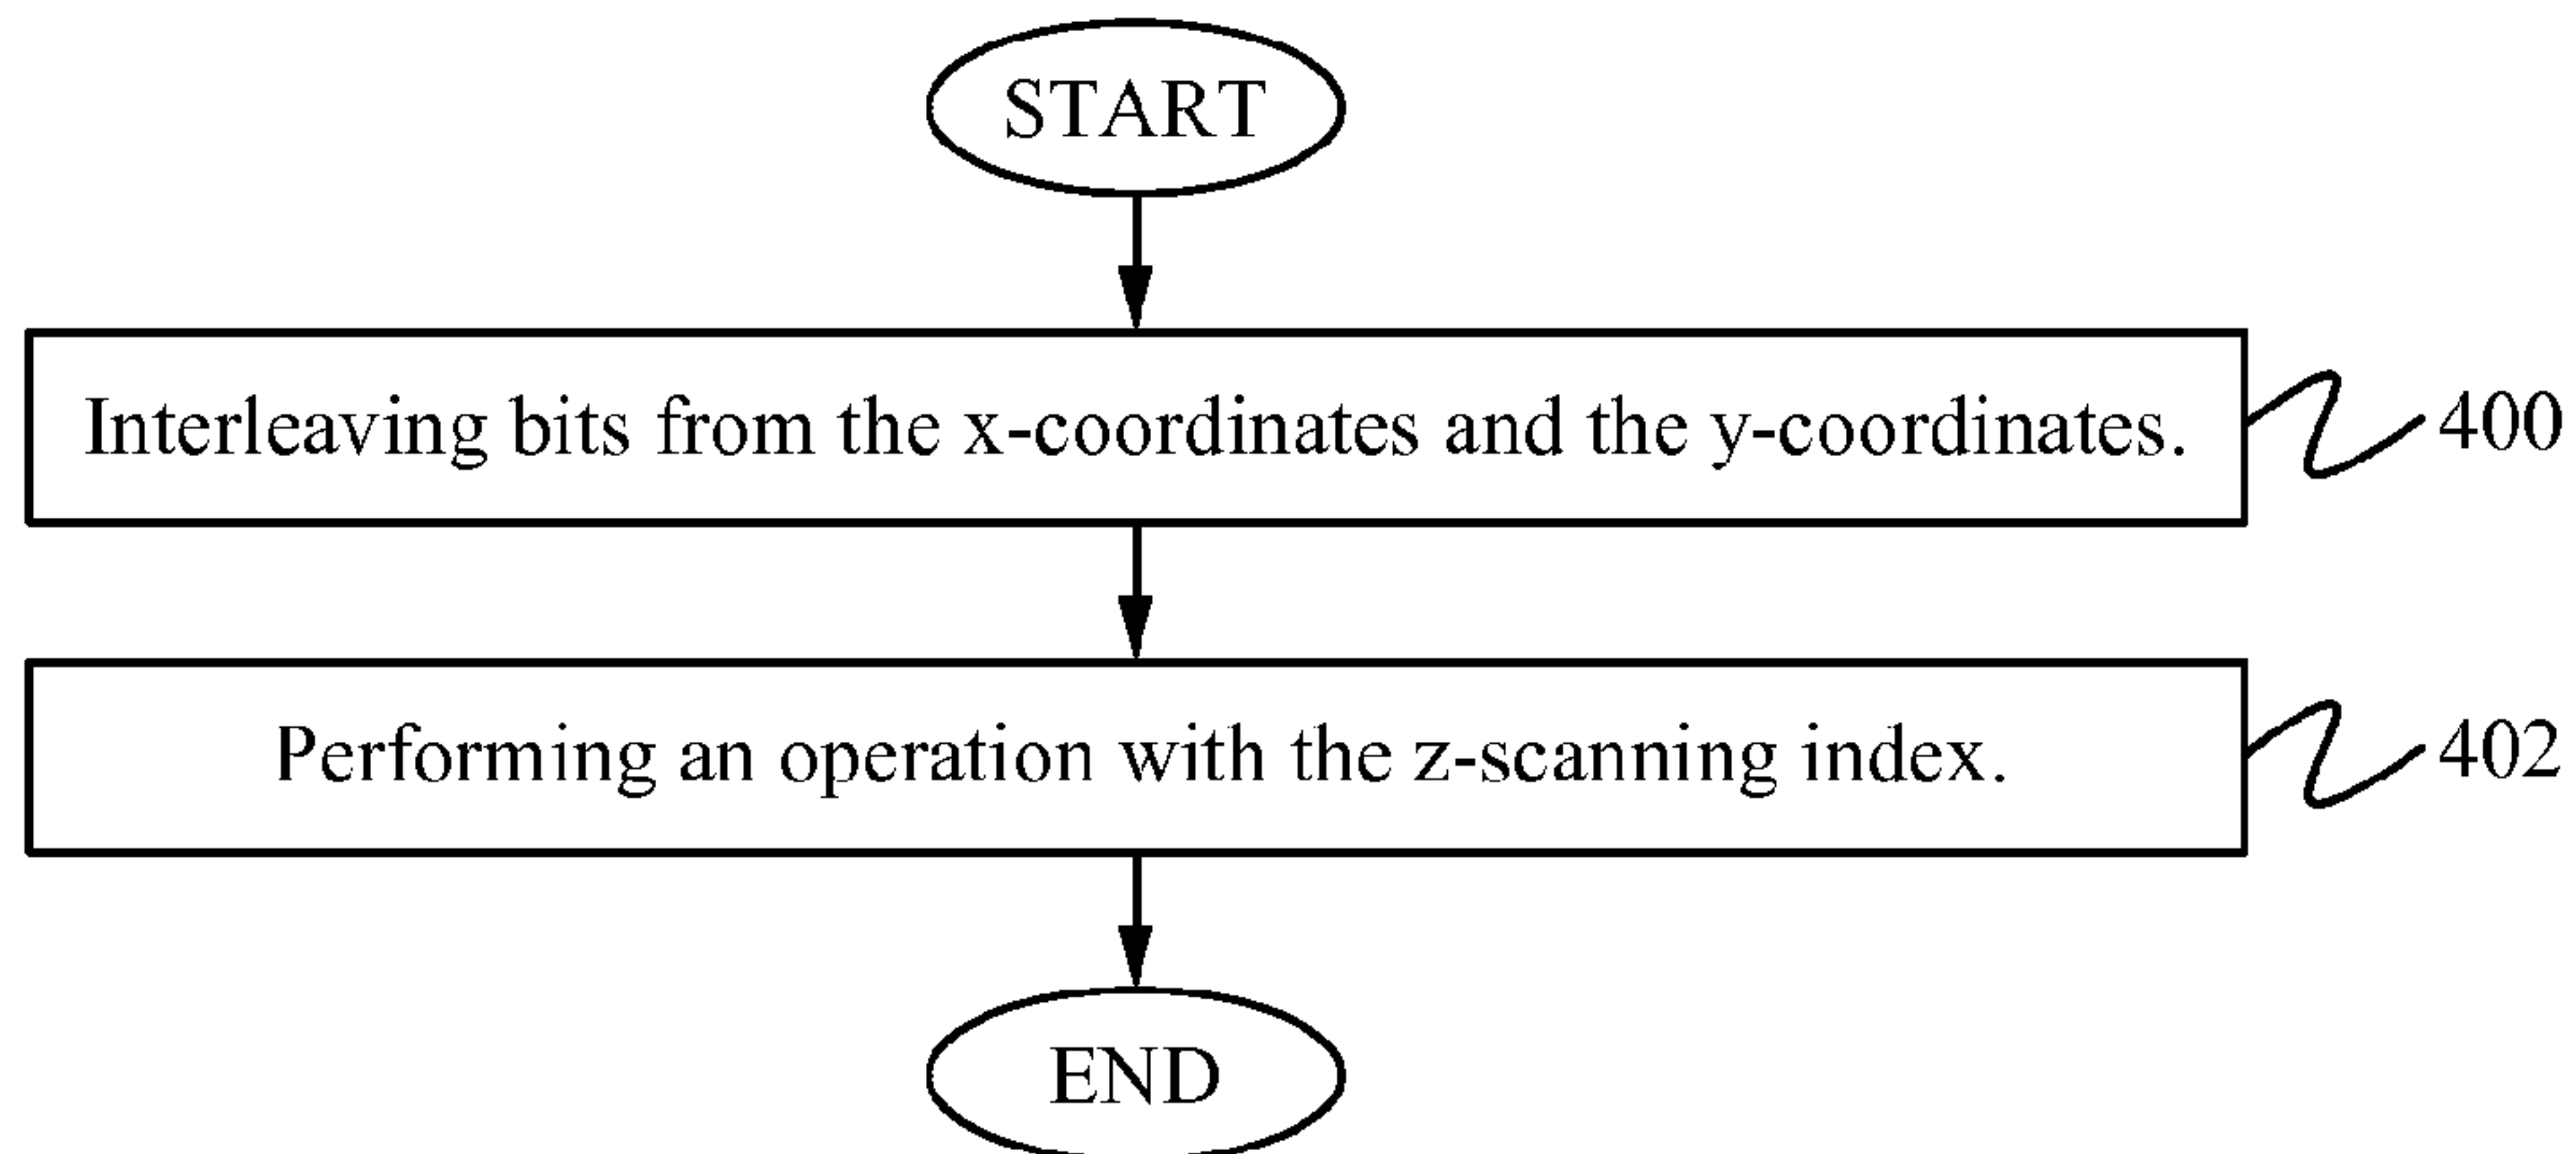 START
Interleaving bits from the x-coordinates and the y-coordinates.
400
Performing an operation with the z-scanning index.
402
END